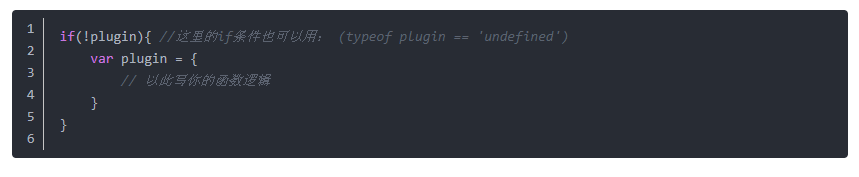 1 if(!plugin){ //这里的if条件也可以用： (typeof plugin == 'undefined')
2 var plugin = {
3 // 以此写你的函数逻辑
4 }
5 }
6